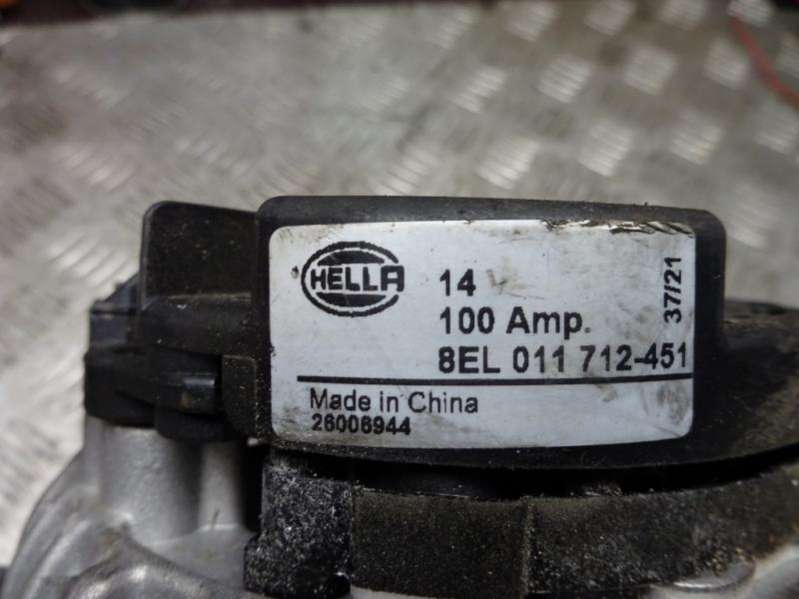 HELLA
14
100 Amp.
8EL 011 712-451
37/21
Made in China
26006944